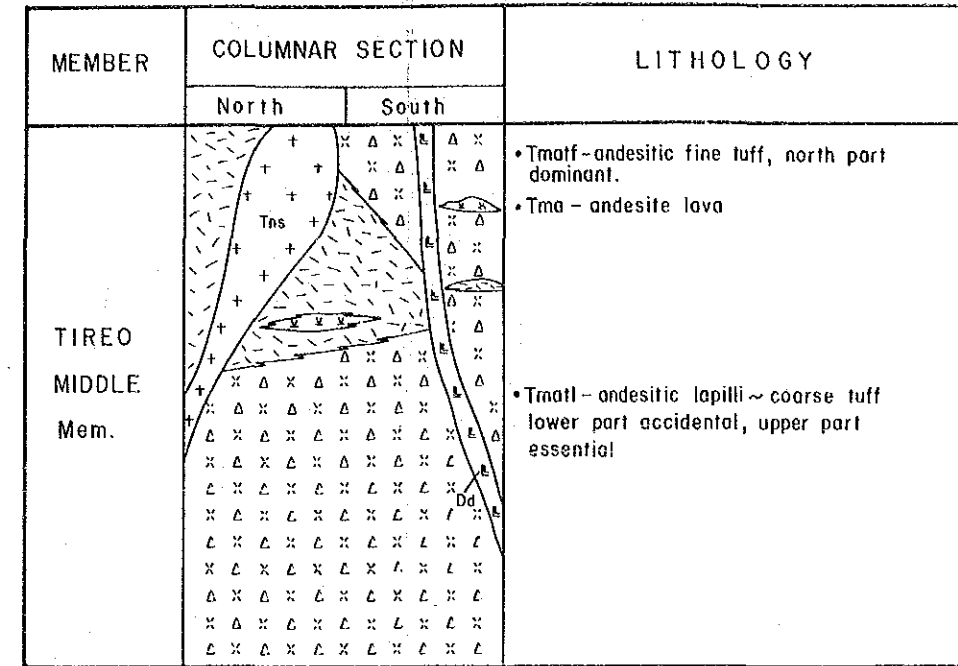 MEMBER
COLUMNAR SECTION
LITHOLOGY
North
South
Tns
• Tmatf - andesitic fine tuff, north part
dominant.
• Tma - andesite lava
TIREO
MIDDLE
Mem.
• Tmatl - andesitic lapilli ~ coarse tuff
lower part accidental, upper part
essential
Dd